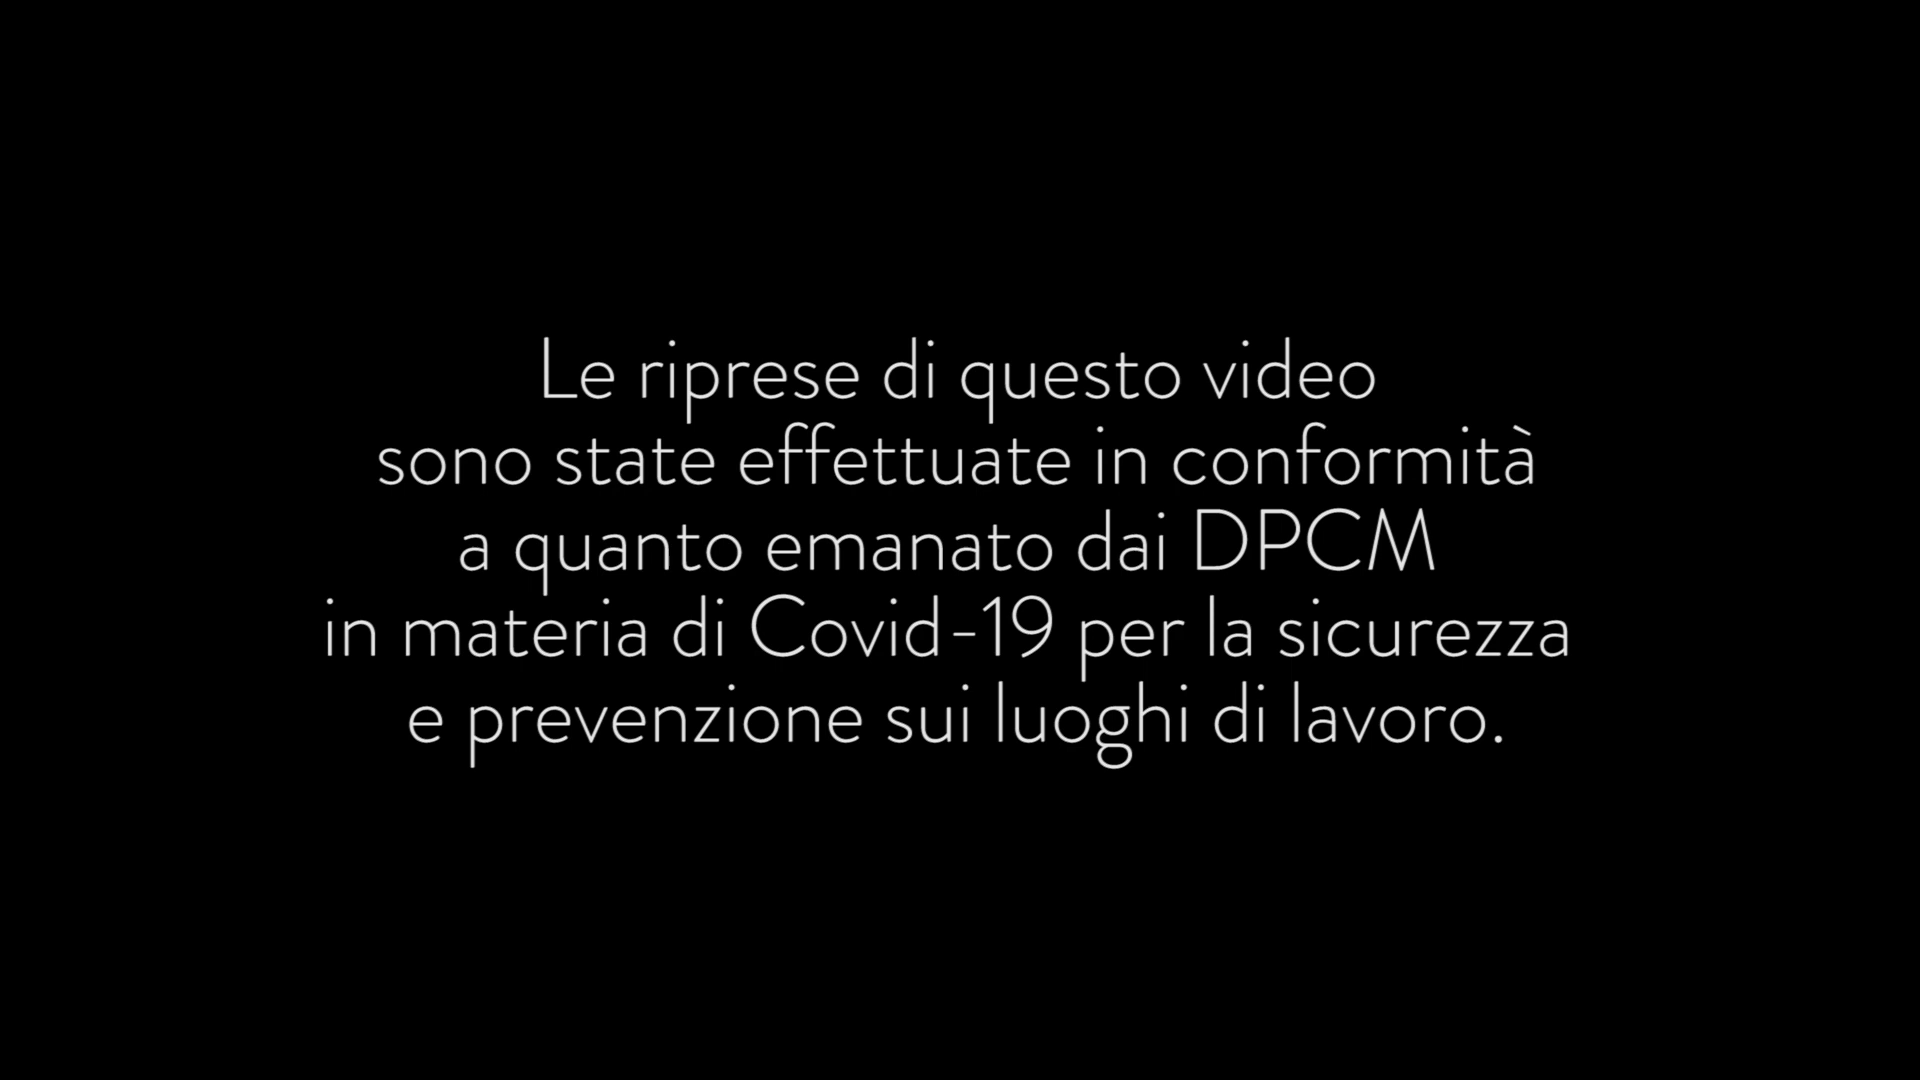 Le riprese di questo video
sono state effettuate in conformità
a quanto emanato dai DPCM
in materia di Covid-19 per la sicurezza
e prevenzione sui luoghi di lavoro.